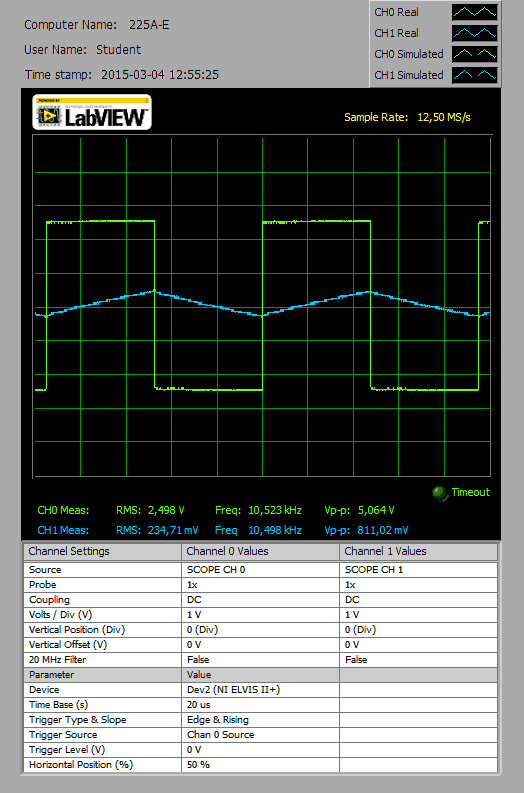 Computer Name: 225A-E
User Name: Student
Time stamp: 2015-03-04 12:55:25
CH0 Real
CH1 Real
CH0 Simulated
CH1 Simulated
LabVIEW
Sample Rate: 12,50 MS/s
Timeout
CH0 Meas: RMS: 2,498 V Freq: 10,523 kHz Vp-p: 5,064 V
CH1 Meas: RMS: 234,71 mV Freq 10,498 kHz Vp-p: 811,02 mV
Channel Settings Channel 0 Values Channel 1 Values
Source SCOPE CH 0 SCOPE CH 1
Probe 1x 1x
Coupling DC DC
Volts / Div (V) 1 V 1 V
Vertical Position (Div) 0 (Div) 0 (Div)
Vertical Offset (V) 0 V 0 V
20 MHz Filter False False
Parameter Value
Device Dev2 (NI ELVIS II+)
Time Base (s) 20 us
Trigger Type & Slope Edge & Rising
Trigger Source Chan 0 Source
Trigger Level (V) 0 V
Horizontal Position (%) 50 %